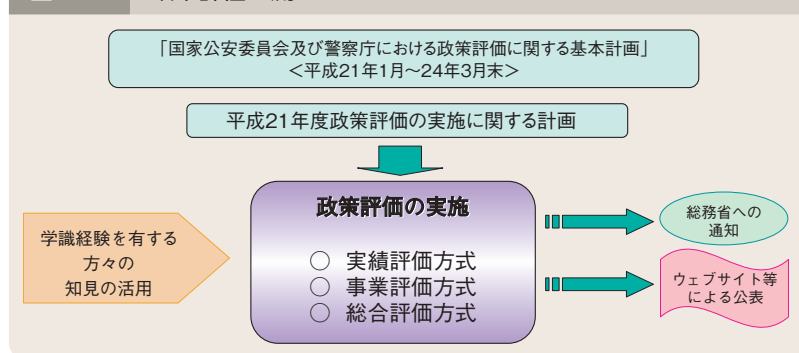 「国家公安委員会及び警察庁における政策評価に関する基本計画」
＜平成21年1月～24年3月末＞
平成21年度政策評価の実施に関する計画
学識経験を有する
方々の
知見の活用
政策評価の実施
○ 実績評価方式
○ 事業評価方式
○ 総合評価方式
総務省への
通知
ウェブサイト等
による公表